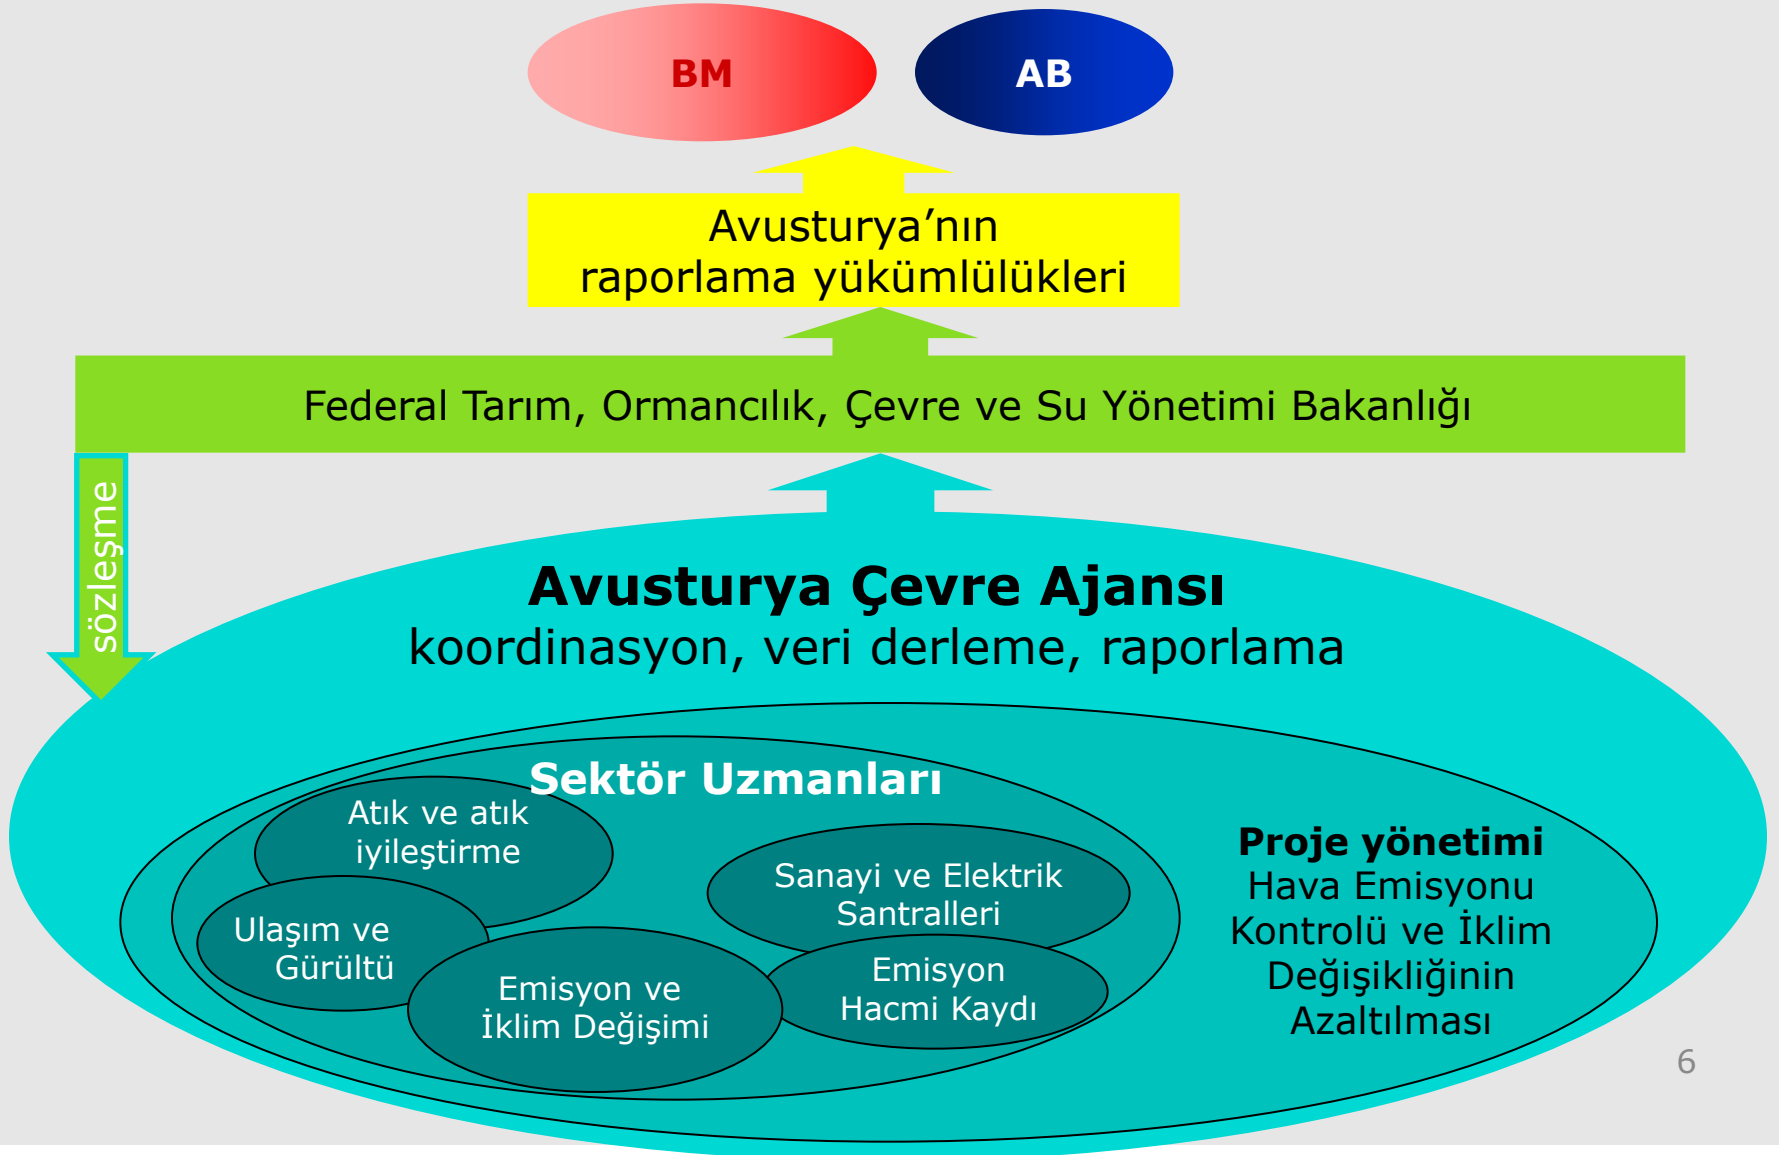 BM
AB
Avusturya’nın
raporlama yükümlülükleri
Federal Tarım, Ormancılık, Çevre ve Su Yönetimi Bakanlığı
sözleşme
Avusturya Çevre Ajansı
koordinasyon, veri derleme, raporlama
Sektör Uzmanları
Atık ve atık
iyileştirme
Ulaşım ve
Gürültü
Emisyon ve
İklim Değişimi
Sanayi ve Elektrik
Santralleri
Emisyon
Hacmi Kaydı
Proje yönetimi
Hava Emisyonu
Kontrolü ve İklim
Değişikliğinin
Azaltılması
6